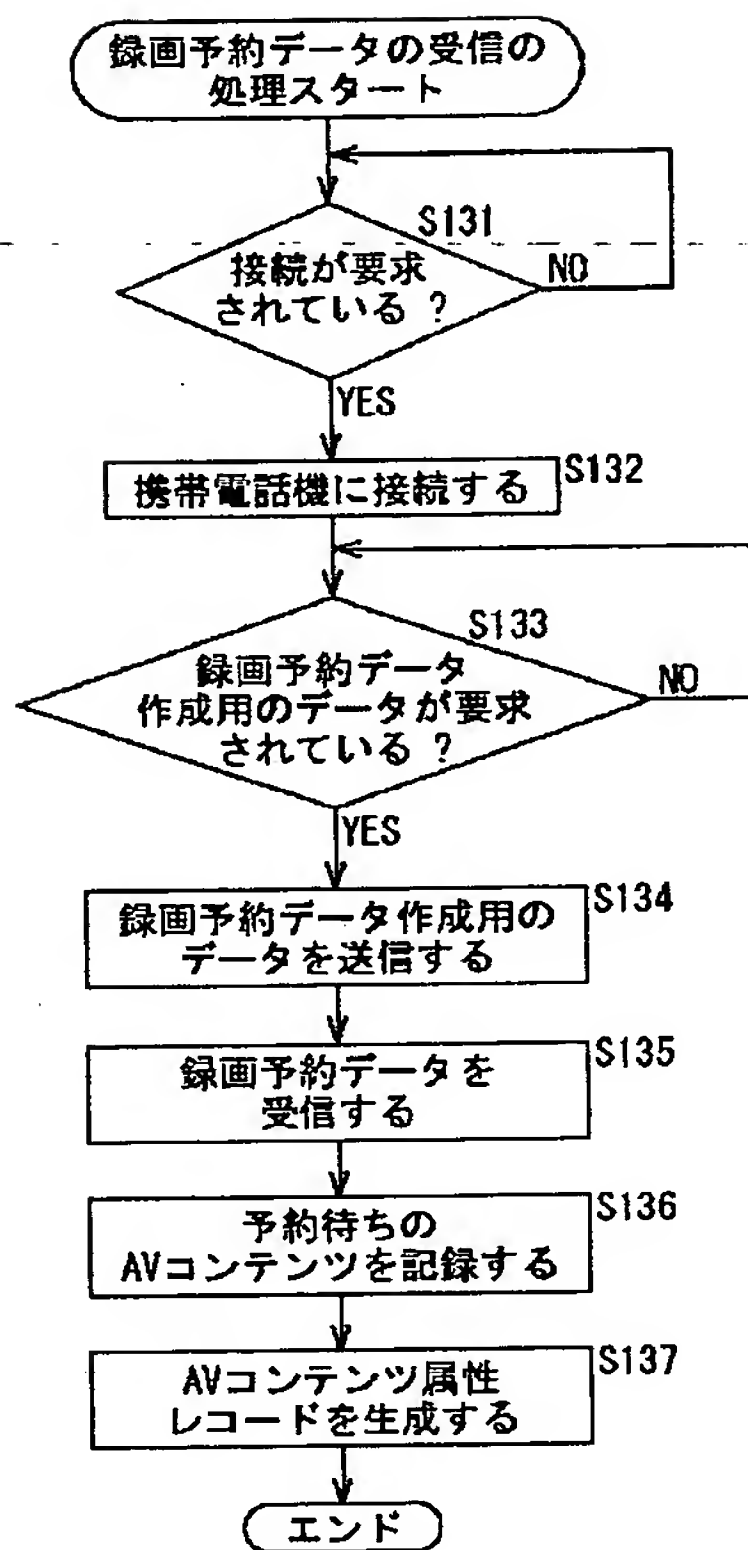 録画予約データの受信の
処理スタート
S131
接続が要求
されている ?
NO
YES
携帯電話機に接続する
S132
S133
録画予約データ
作成用のデータが要求
されている ?
NO
YES
録画予約データ作成用の
データを送信する
S134
録画予約データを
受信する
S135
予約待ちの
AVコンテンツを記録する
S136
AVコンテンツ属性
レコードを生成する
S137
エンド